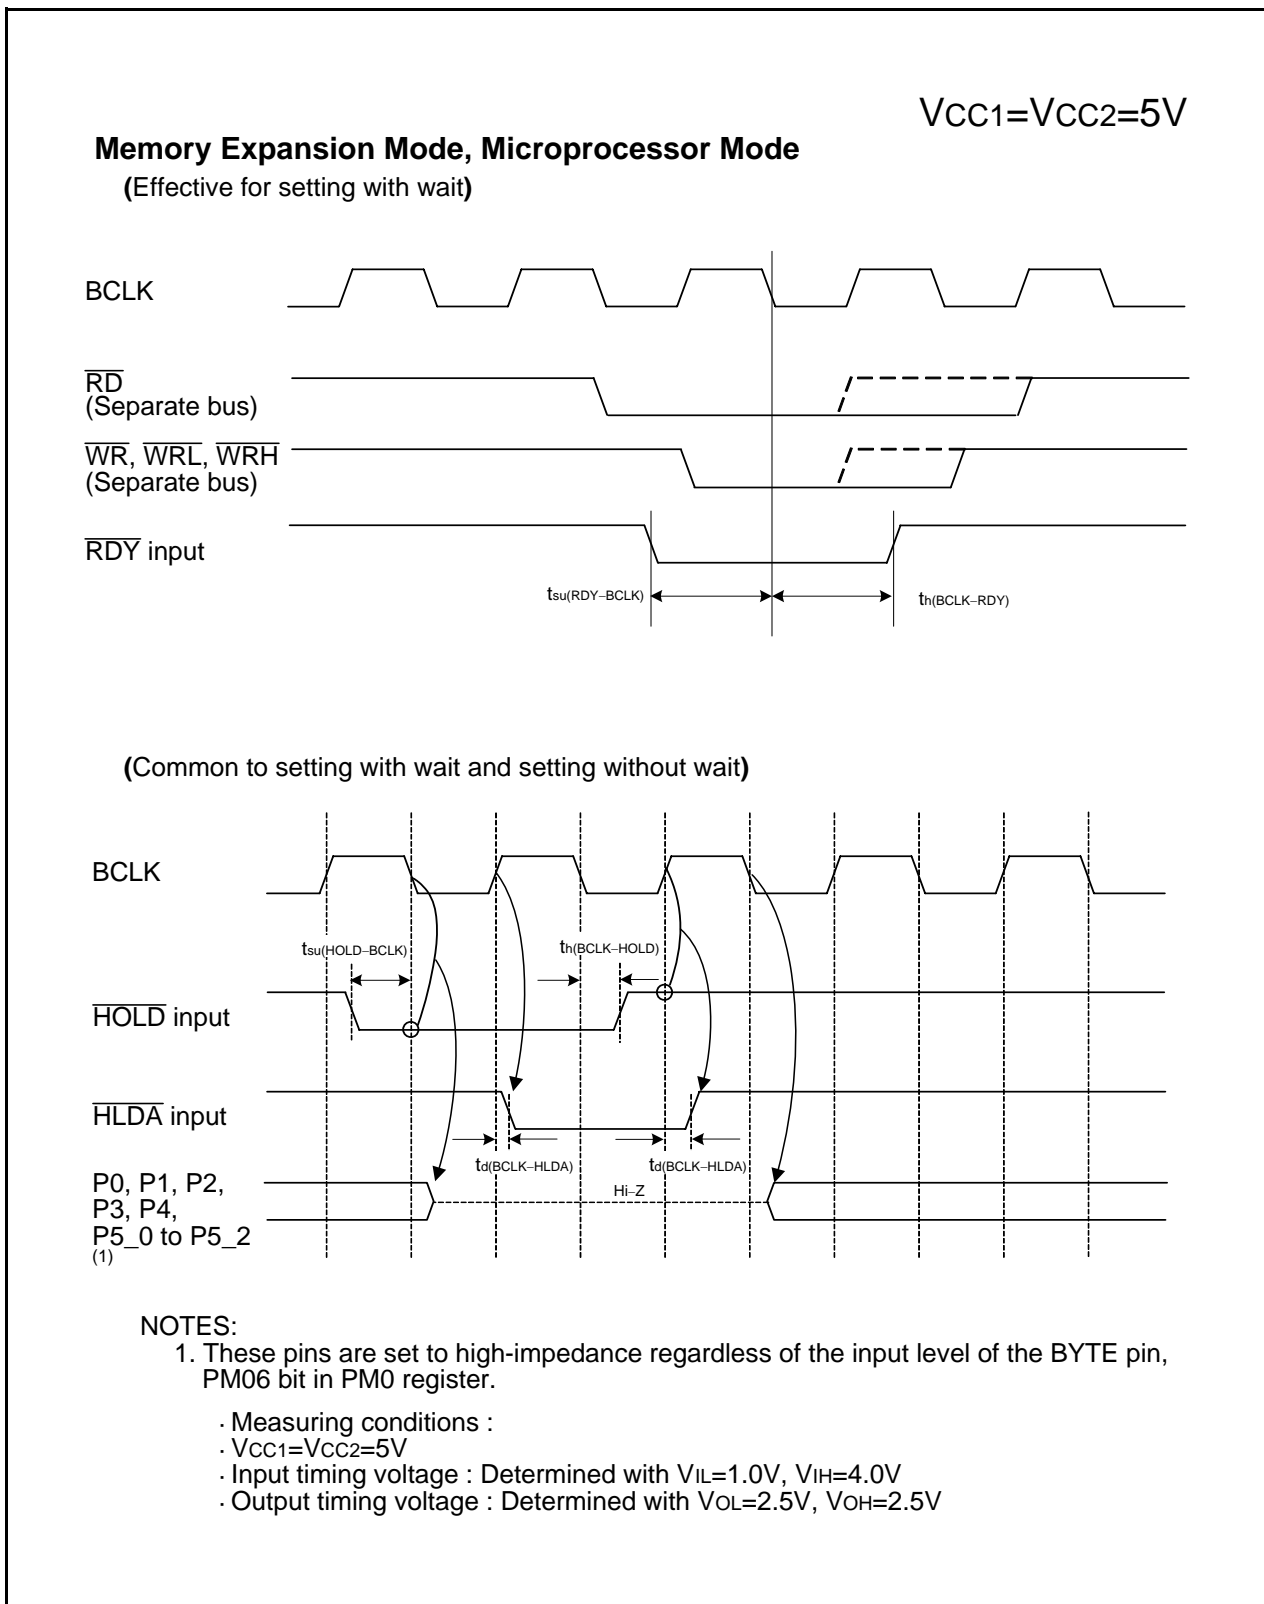 VCC1=VCC2=5V
Memory Expansion Mode, Microprocessor Mode
(Effective for setting with wait)
BCLK
RD
(Separate bus)
WR, WRL, WRH
(Separate bus)
RDY input
tsu(RDY−BCLK)
th(BCLK−RDY)
(Common to setting with wait and setting without wait)
BCLK
tsu(HOLD−BCLK)
th(BCLK−HOLD)
HOLD input
HLDA input
td(BCLK−HLDA)
td(BCLK−HLDA)
P0, P1, P2,
P3, P4,
P5_0 to P5_2
(1)
Hi−Z
NOTES:
1. These pins are set to high-impedance regardless of the input level of the BYTE pin,
PM06 bit in PM0 register.
· Measuring conditions :
· VCC1=VCC2=5V
· Input timing voltage : Determined with VIL=1.0V, VIH=4.0V
· Output timing voltage : Determined with VOL=2.5V, VOH=2.5V